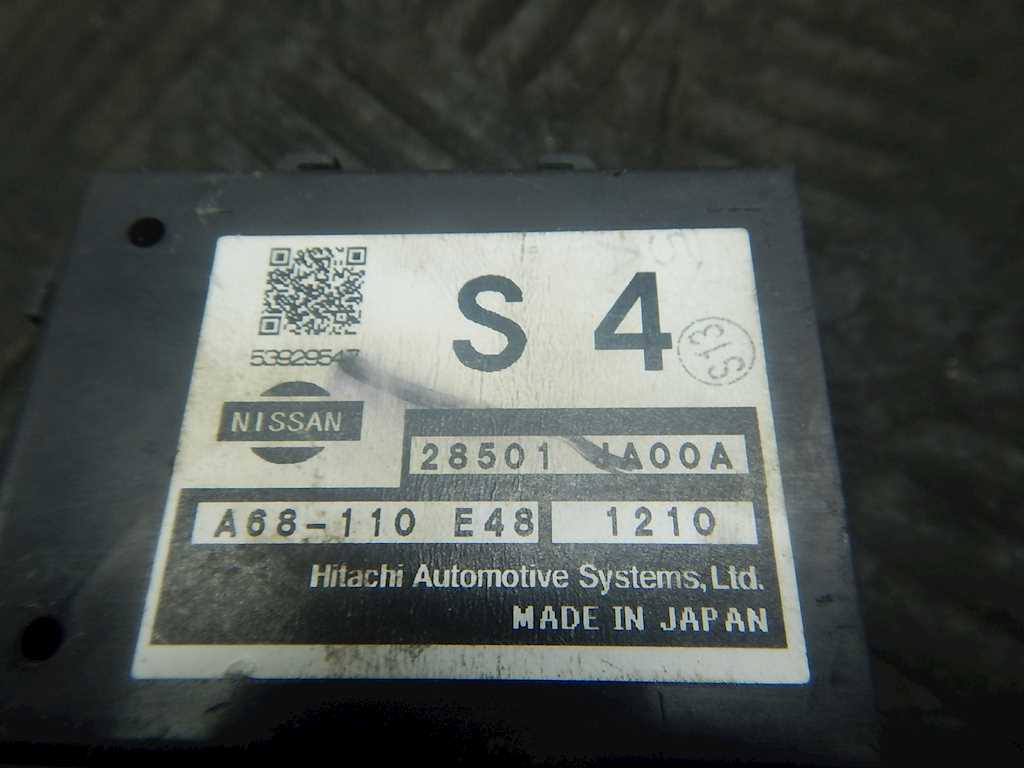 S 4
53929547
S13
NISSAN
28501 JA00A
A68-110 E48 1210
Hitachi Automotive Systems, Ltd.
MADE IN JAPAN